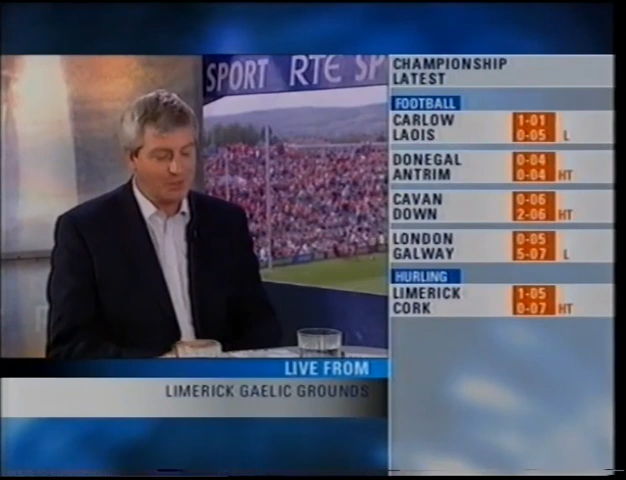 SPORT RTÉ SP
CHAMPIONSHIP
LATEST
FOOTBALL
CARLOW 1-01
LAOIS 0-05 L
DONEGAL 0-04
ANTRIM 0-04 HT
CAVAN 0-06
DOWN 2-06 HT
LONDON 0-05
GALWAY 5-07 L
HURLING
LIMERICK 1-05
CORK 0-07 HT
LIVE FROM
LIMERICK GAELIC GROUNDS